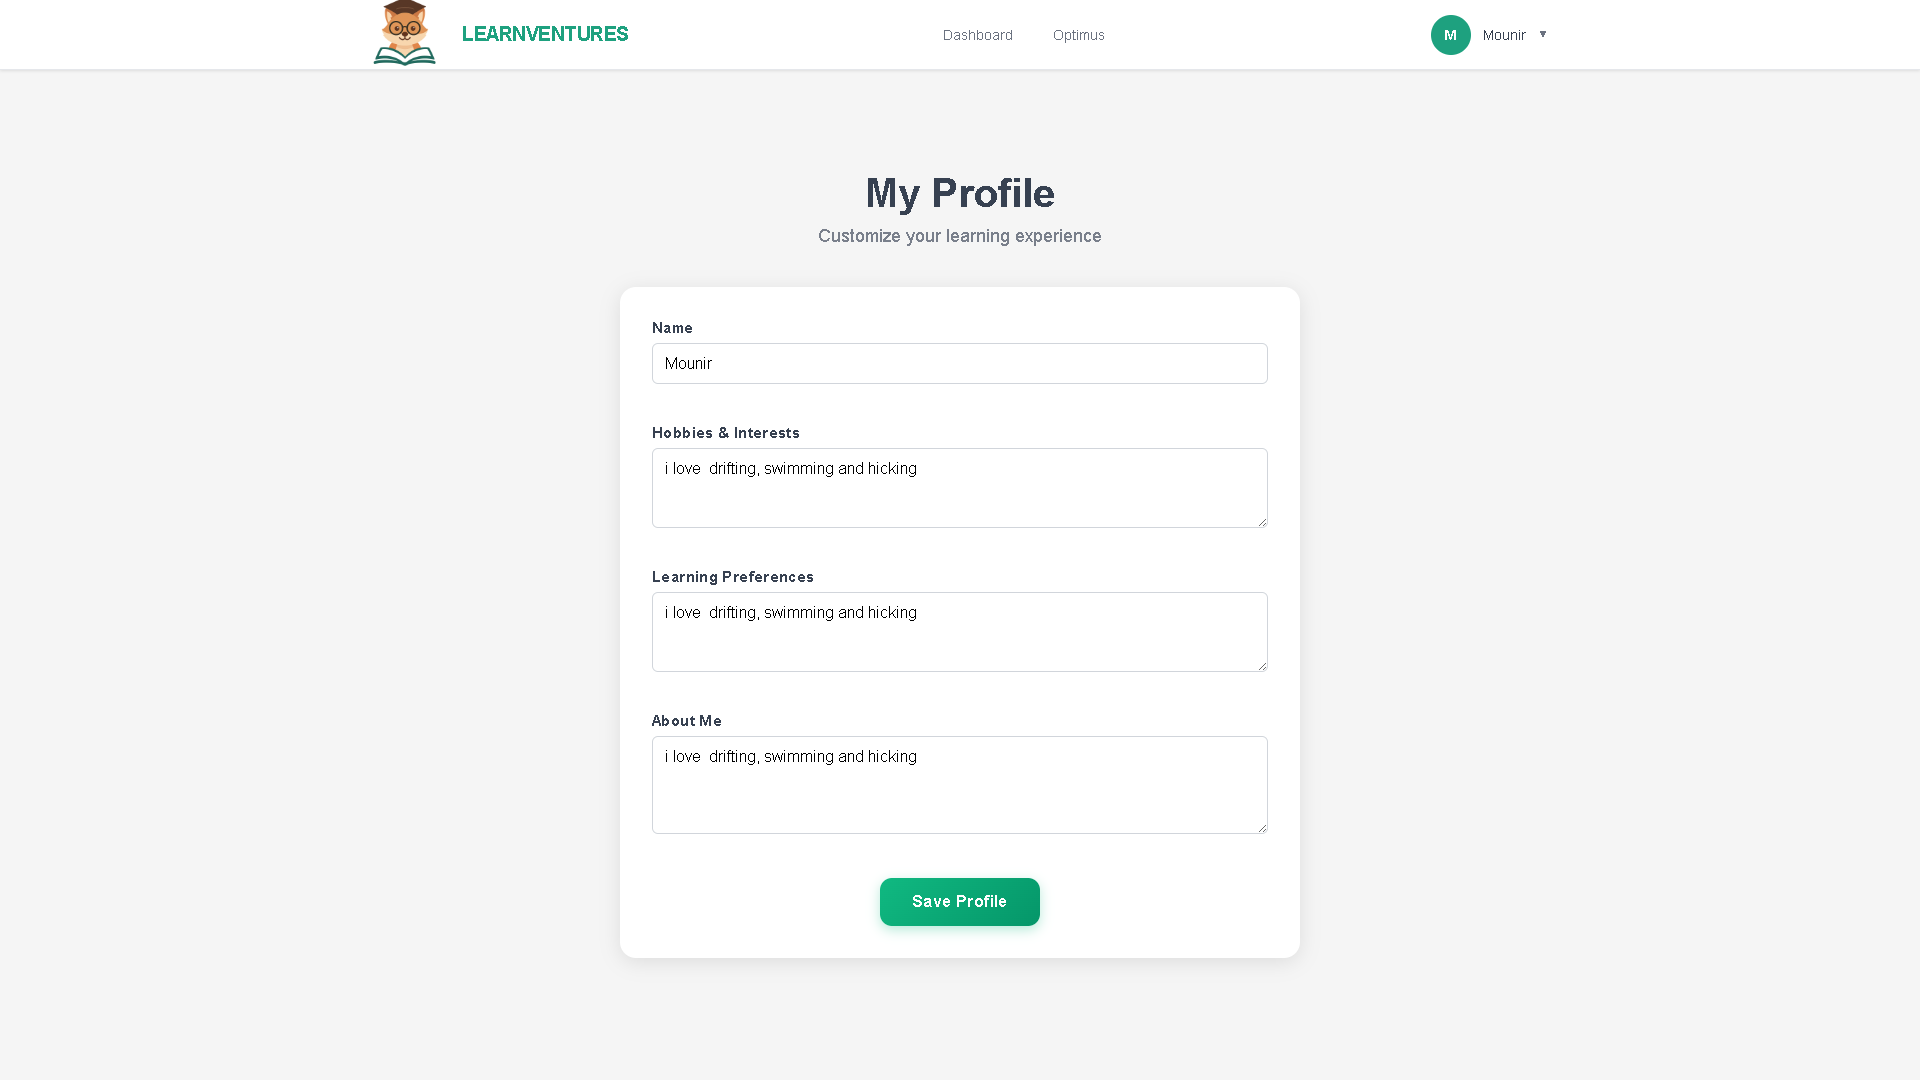 LEARNVENTURES
Dashboard
Optimus
M
Mounir
My Profile
Customize your learning experience
Name
Mounir
Hobbies & Interests
i love  drifting, swimming and hicking
Learning Preferences
i love  drifting, swimming and hicking
About Me
i love  drifting, swimming and hicking
Save Profile